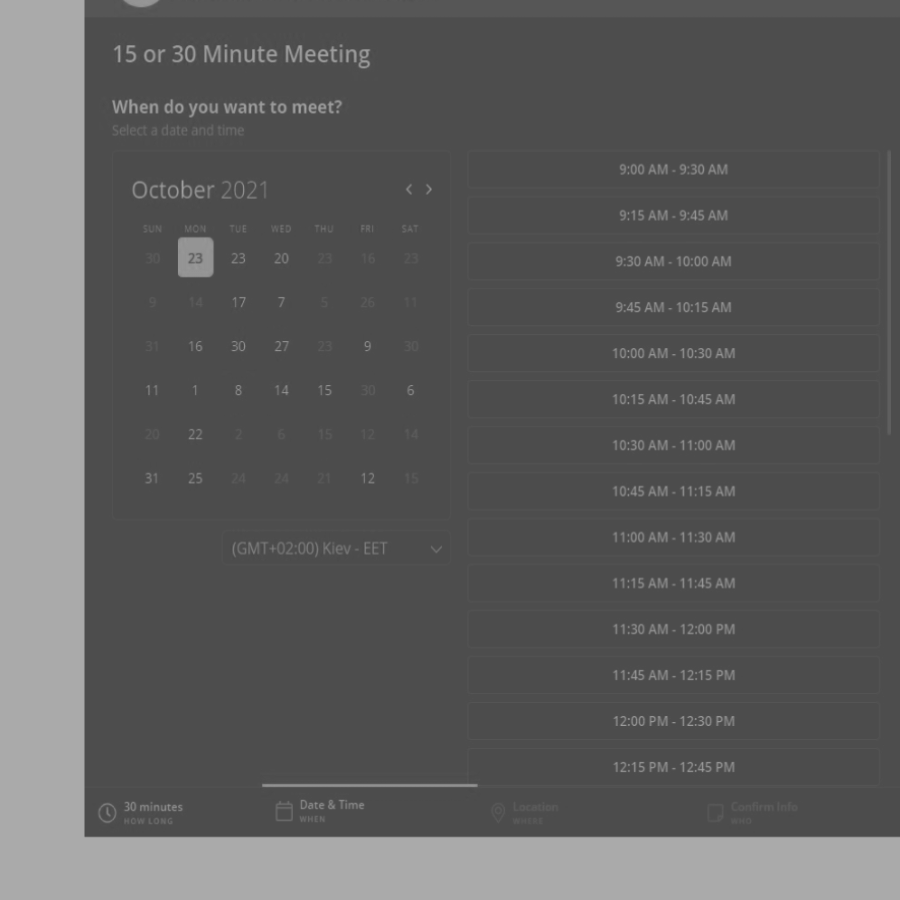 15 or 30 Minute Meeting
When do you want to meet?
Select a date and time
October 2021
SUN MON TUE WED THU FRI SAT
30 23 23 20 23 16 23
9 14 17 7 5 26 11
31 16 30 27 23 9 30
11 1 8 14 15 30 6
20 22 2 6 15 12 14
31 25 24 24 21 12 15
(GMT+02:00) Kiev - EET
9:00 AM - 9:30 AM
9:15 AM - 9:45 AM
9:30 AM - 10:00 AM
9:45 AM - 10:15 AM
10:00 AM - 10:30 AM
10:15 AM - 10:45 AM
10:30 AM - 11:00 AM
10:45 AM - 11:15 AM
11:00 AM - 11:30 AM
11:15 AM - 11:45 AM
11:30 AM - 12:00 PM
11:45 AM - 12:15 PM
12:00 PM - 12:30 PM
12:15 PM - 12:45 PM
30 minutes
HOW LONG
Date & Time
WHEN
Location
WHERE
Confirm Info
WHO